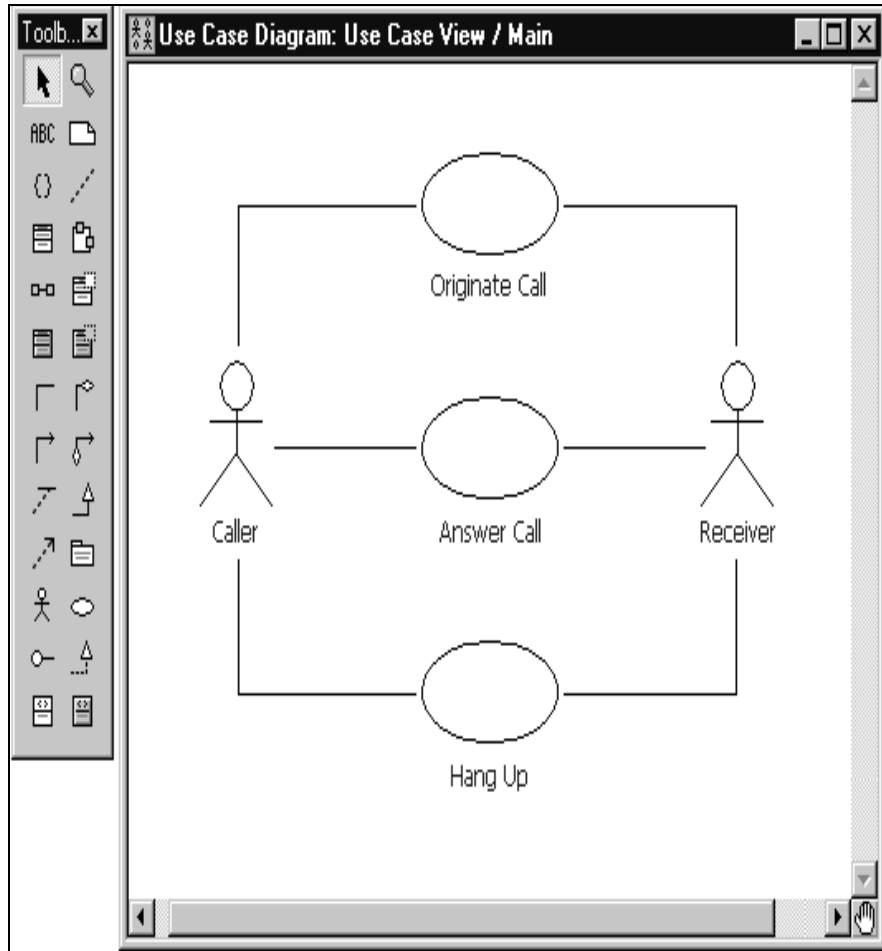 Toolb...
Use Case Diagram: Use Case View / Main
ABC
Originate Call
Caller
Answer Call
Receiver
Hang Up